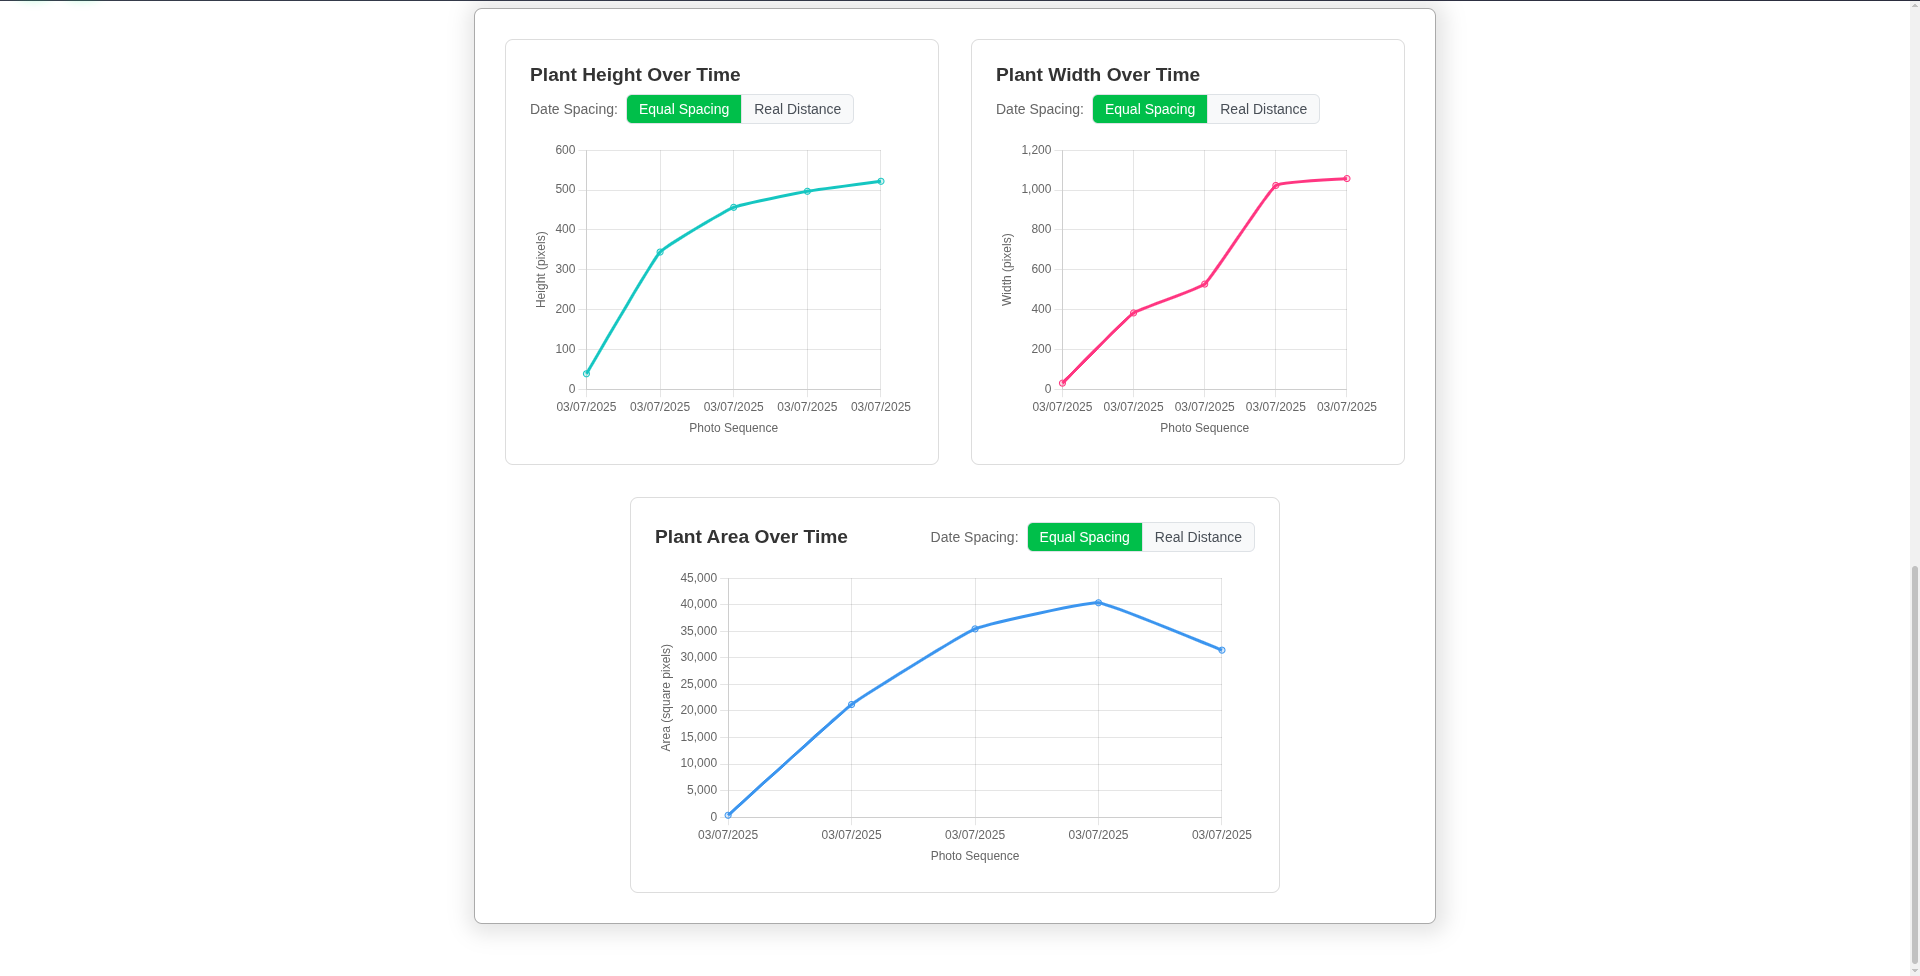 Plant Height Over Time
Date Spacing: Equal Spacing Real Distance
600
500
400
300
200
100
0
Height (pixels)
03/07/2025 03/07/2025 03/07/2025 03/07/2025 03/07/2025
Photo Sequence
Plant Width Over Time
Date Spacing: Equal Spacing Real Distance
1,200
1,000
800
600
400
200
0
Width (pixels)
03/07/2025 03/07/2025 03/07/2025 03/07/2025 03/07/2025
Photo Sequence
Plant Area Over Time
Date Spacing: Equal Spacing Real Distance
45,000
40,000
35,000
30,000
25,000
20,000
15,000
10,000
5,000
0
Area (square pixels)
03/07/2025 03/07/2025 03/07/2025 03/07/2025 03/07/2025
Photo Sequence